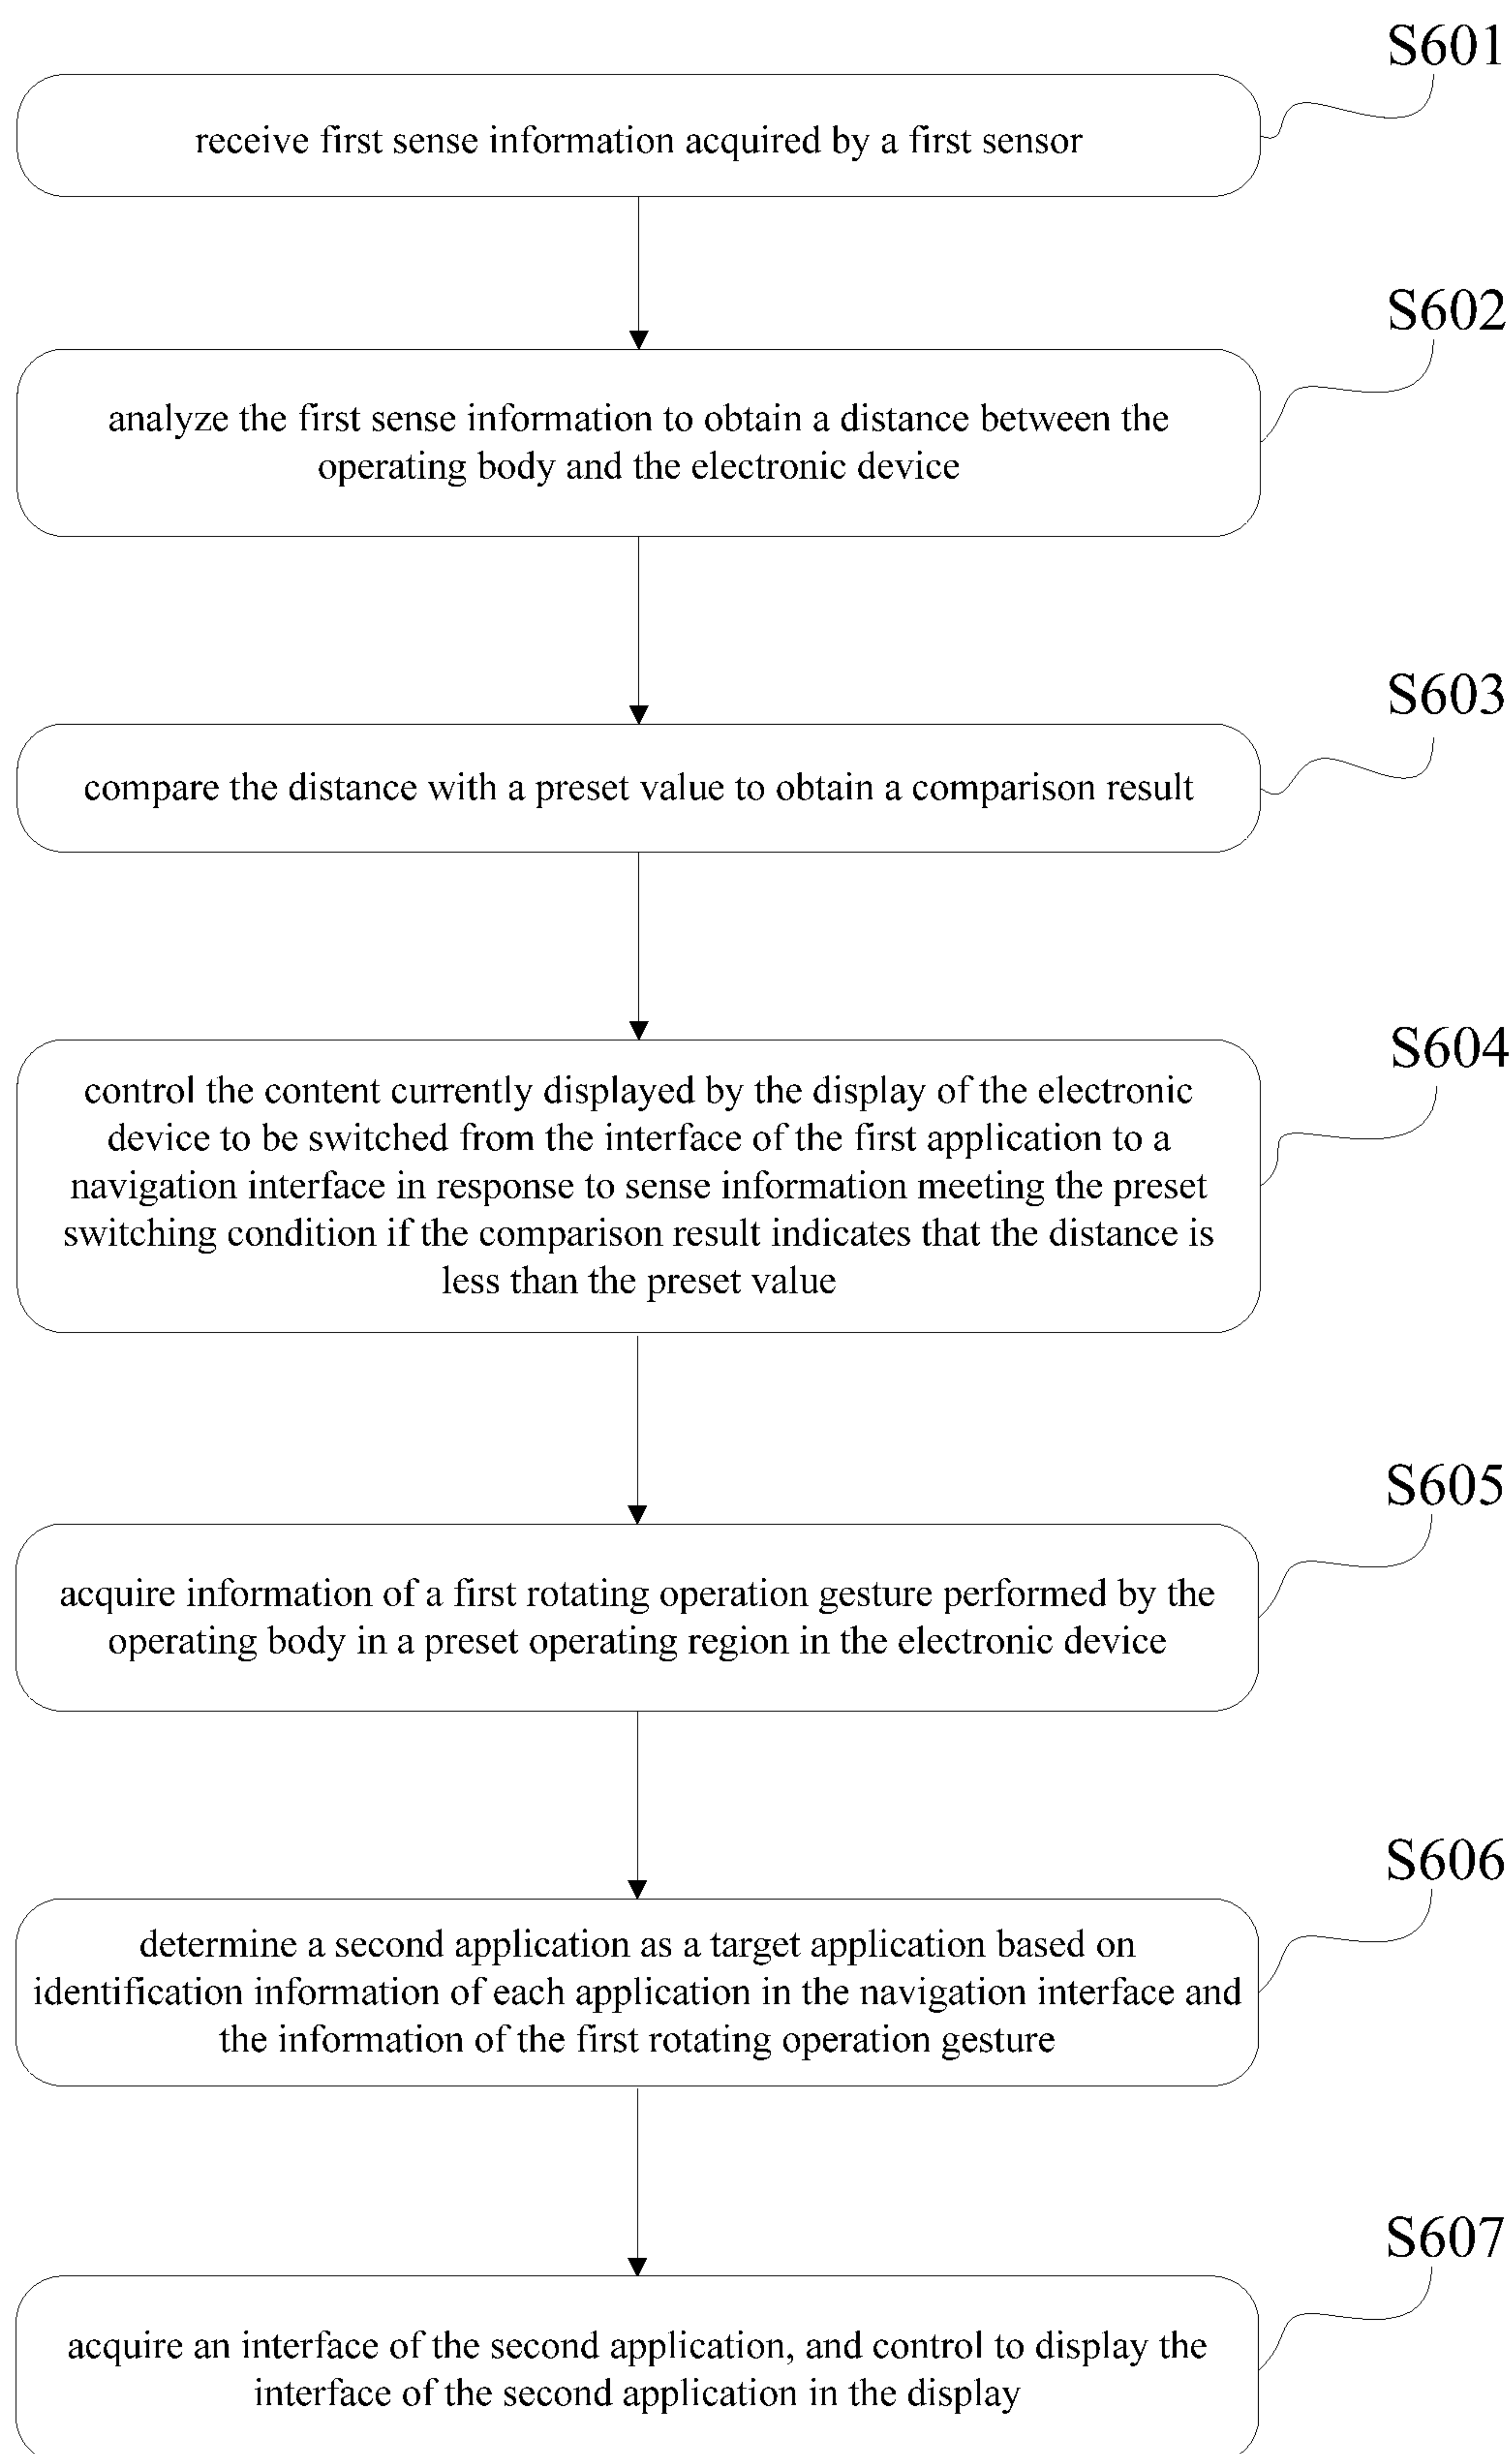 S601
receive first sense information acquired by a first sensor
S602
analyze the first sense information to obtain a distance between the
operating body and the electronic device
S603
compare the distance with a preset value to obtain a comparison result
S604
control the content currently displayed by the display of the electronic
device to be switched from the interface of the first application to a
navigation interface in response to sense information meeting the preset
switching condition if the comparison result indicates that the distance is
less than the preset value
S605
acquire information of a first rotating operation gesture performed by the
operating body in a preset operating region in the electronic device
S606
determine a second application as a target application based on
identification information of each application in the navigation interface and
the information of the first rotating operation gesture
S607
acquire an interface of the second application, and control to display the
interface of the second application in the display